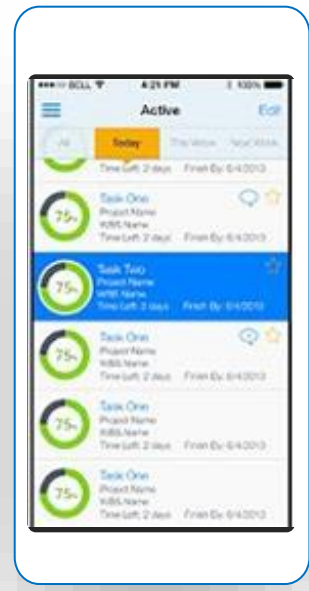 BELL 4:21 PM 100%
Active Edit
All Today This Week Next Week
Time Left: 2 days Finish By: 6/4/2013
Task One
75%
Project Name
WBS Name
Time Left: 2 days Finish By: 6/4/2013
Task Two
75%
Project Name
WBS Name
Time Left: 2 days Finish By: 6/4/2013
Task One
75%
Project Name
WBS Name
Time Left: 2 days Finish By: 6/4/2013
Task One
75%
Project Name
WBS Name
Time Left: 2 days Finish By: 6/4/2013
Task One
75%
Project Name
WBS Name
Time Left: 2 days Finish By: 6/4/2013